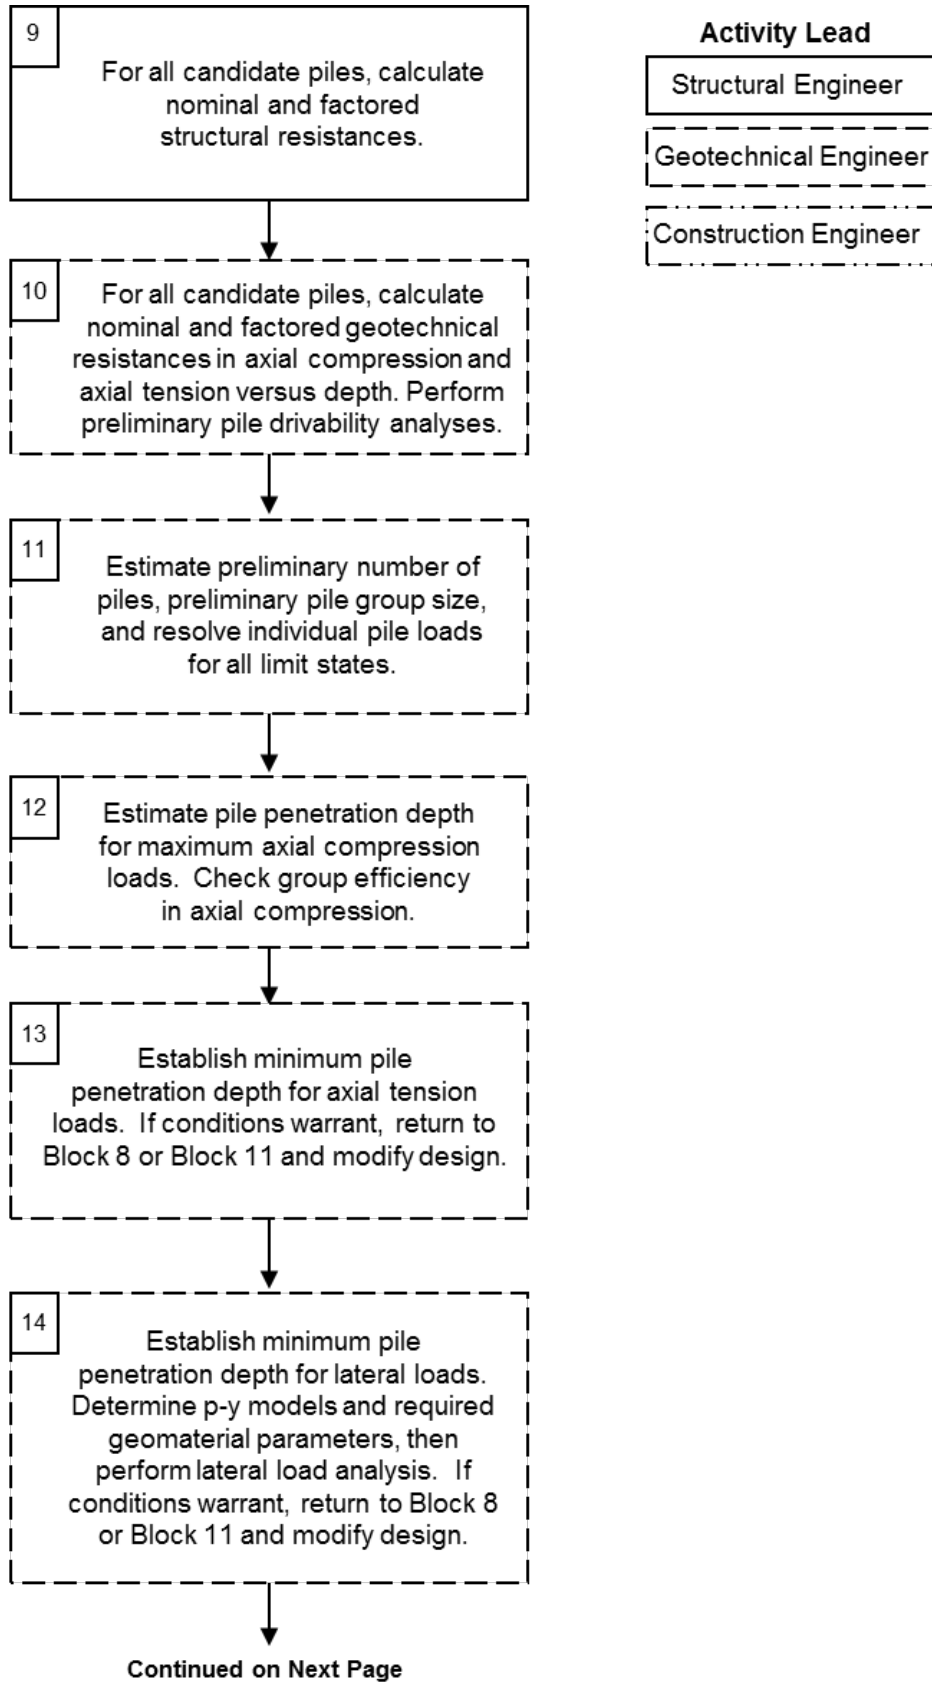 9
For all candidate piles, calculate
nominal and factored
structural resistances.
Activity Lead
Structural Engineer
Geotechnical Engineer
Construction Engineer
10
For all candidate piles, calculate
nominal and factored geotechnical
resistances in axial compression and
axial tension versus depth. Perform
preliminary pile drivability analyses.
11
Estimate preliminary number of
piles, preliminary pile group size,
and resolve individual pile loads
for all limit states.
12
Estimate pile penetration depth
for maximum axial compression
loads. Check group efficiency
in axial compression.
13
Establish minimum pile
penetration depth for axial tension
loads. If conditions warrant, return to
Block 8 or Block 11 and modify design.
14
Establish minimum pile
penetration depth for lateral loads.
Determine p-y models and required
geomaterial parameters, then
perform lateral load analysis. If
conditions warrant, return to Block 8
or Block 11 and modify design.
Continued on Next Page